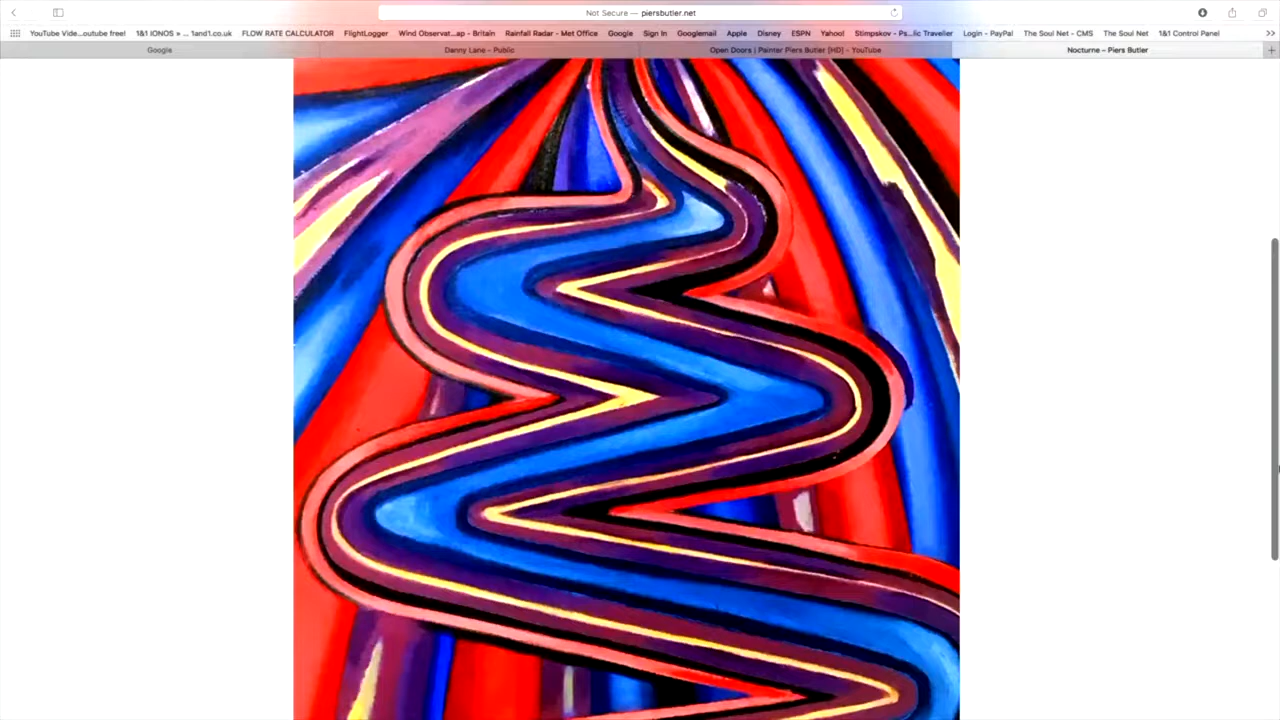 Not Secure — piersbutler.net
YouTube Vide...outube free! 1&1 IONOS » ... 1and1.co.uk FLOW RATE CALCULATOR FlightLogger Wind Observat...ap - Britain Rainfall Radar - Met Office Google Sign In Googlemail Apple Disney ESPN Yahoo! Stimpskov - Ps...lic Traveller Login - PayPal The Soul Net - CMS The Soul Net 1&1 Control Panel >>
Google Danny Lane – Public Open Doors | Painter Piers Butler [HD] – YouTube Nocturne – Piers Butler +